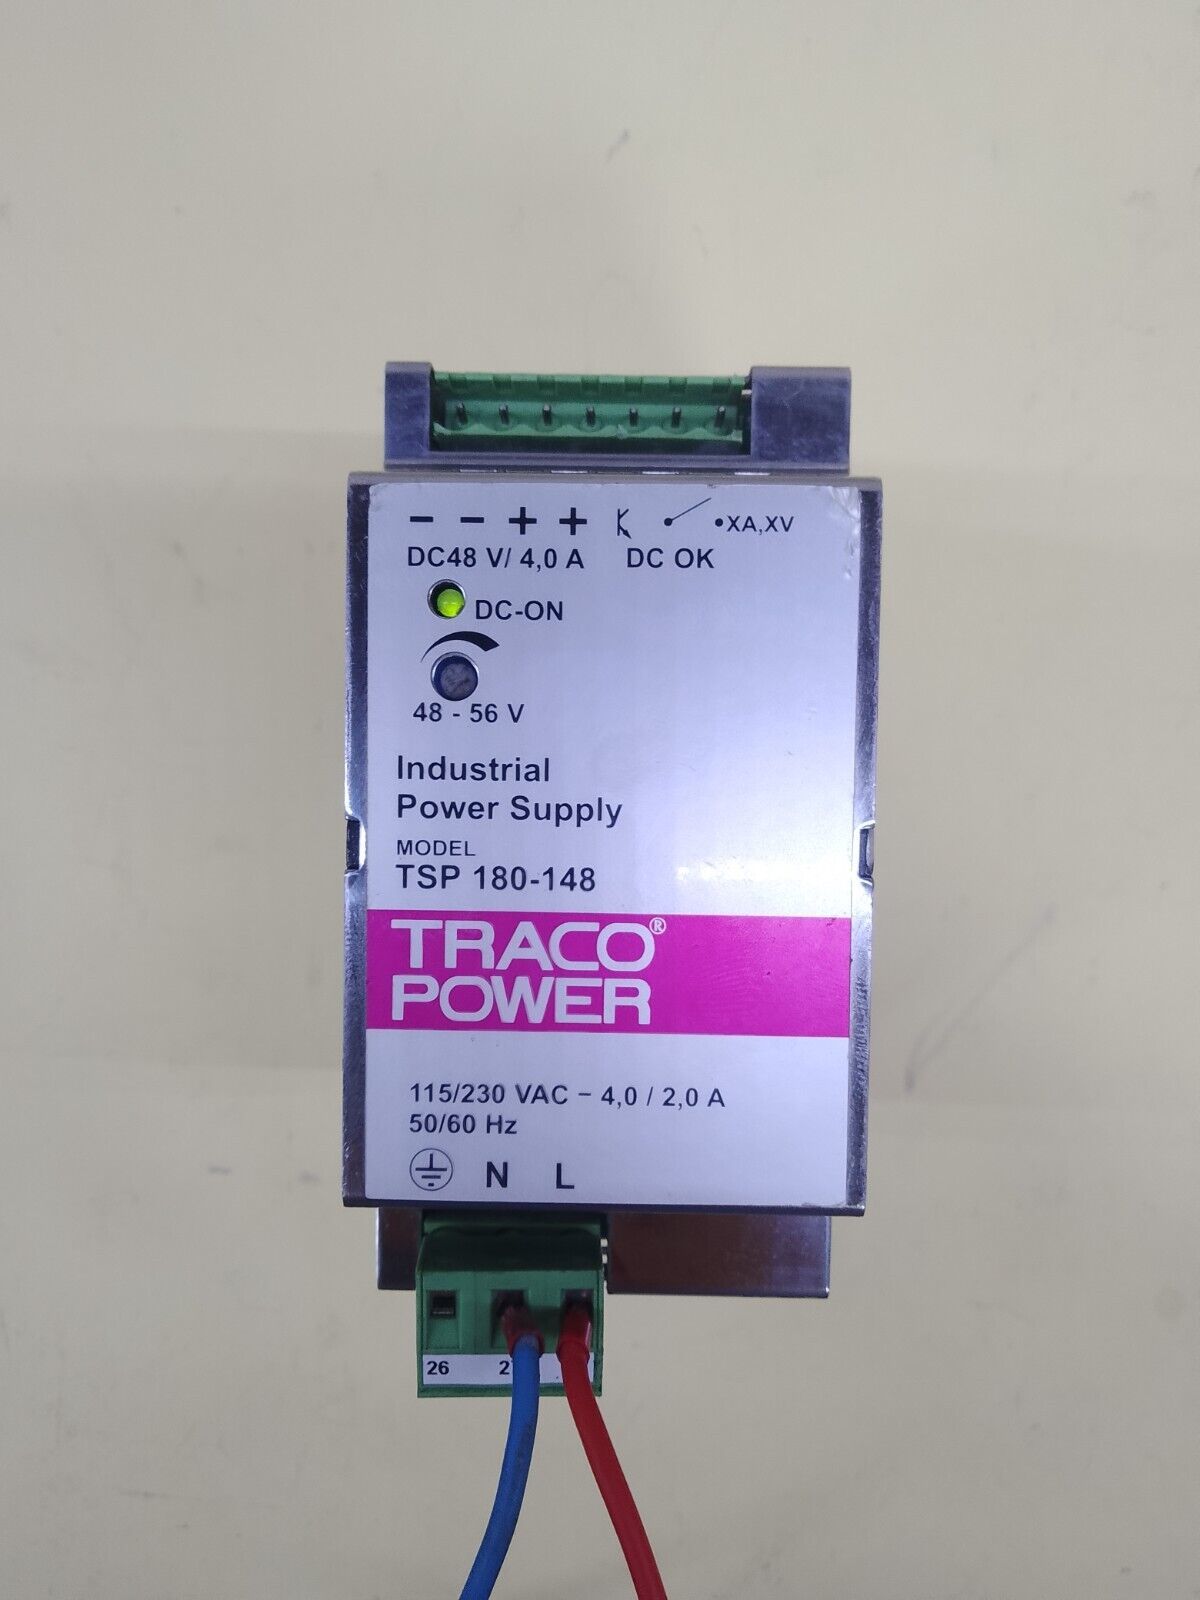 − − + + XA,XV
DC48 V/ 4,0 A DC OK
DC-ON
48 - 56 V
Industrial
Power Supply
MODEL
TSP 180-148
TRACO®
POWER
115/230 VAC ~ 4,0 / 2,0 A
50/60 Hz
N L
26